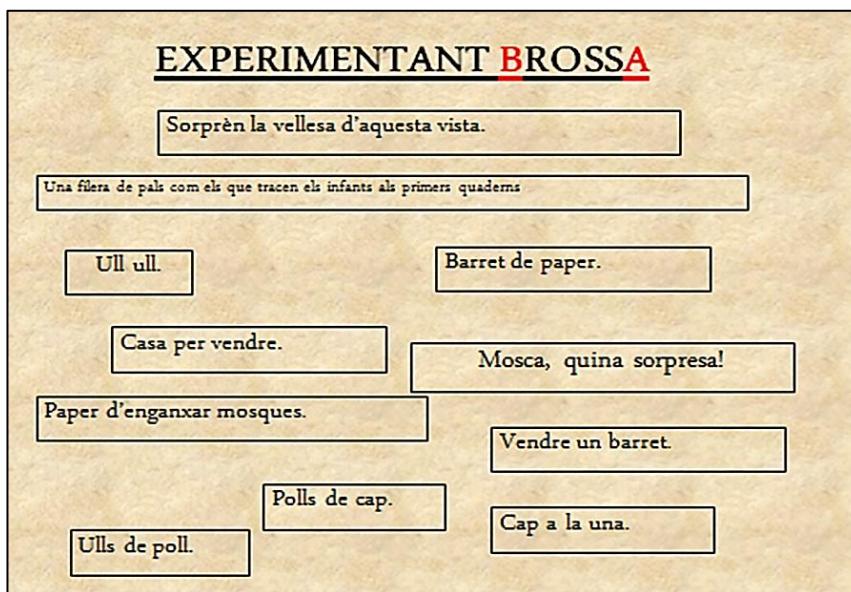 EXPERIMENTANT BROSSA
Sorprèn la vellesa d'aquesta vista.
Una filera de pals com els que tracen els infants als primers quaderns
Ull ull.
Barret de paper.
Casa per vendre.
Mosca, quina sorpresa!
Paper d'enganxar mosques.
Vendre un barret.
Polls de cap.
Cap a la una.
Ulls de poll.